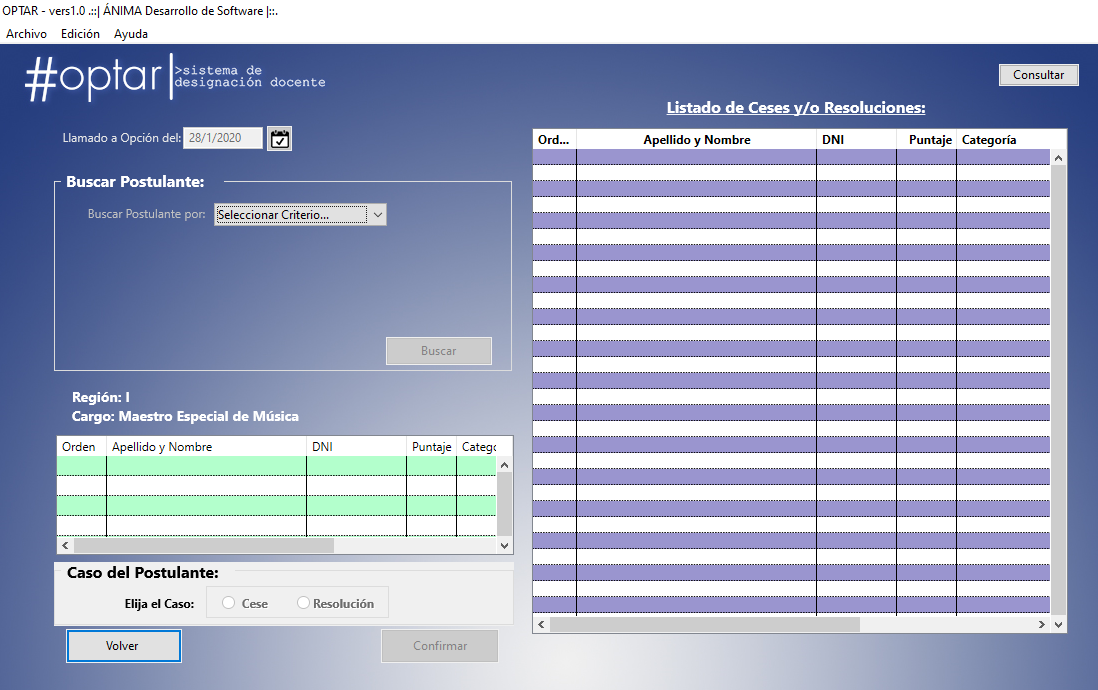 OPTAR - vers1.0 .::| ÁNIMA Desarrollo de Software |::.
Archivo Edición Ayuda
#optar
>sistema de
designación docente
Consultar
Listado de Ceses y/o Resoluciones:
Llamado a Opción del: 28/1/2020
Ord... Apellido y Nombre DNI Puntaje Categoría
Buscar Postulante:
Buscar Postulante por: Seleccionar Criterio...
Buscar
Región: I
Cargo: Maestro Especial de Música
Orden Apellido y Nombre DNI Puntaje Catego
Caso del Postulante:
Elija el Caso: Cese Resolución
Volver Confirmar